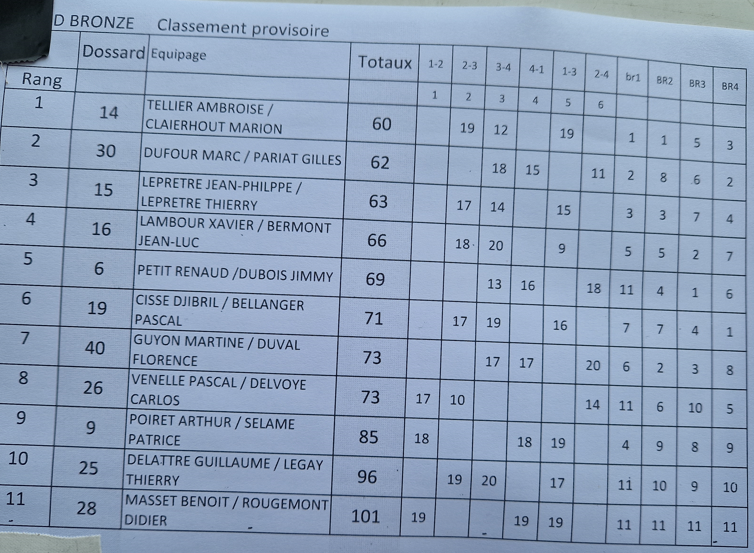 D BRONZE Classement provisoire
Dossard Equipage Totaux 1-2 2-3 3-4 4-1 1-3 2-4 br1 BR2 BR3 BR4
Rang 1 2 3 4 5 6
1 14 TELLIER AMBROISE / CLAIERHOUT MARION 60 19 12 19 1 1 5 3
2 30 DUFOUR MARC / PARIAT GILLES 62 18 15 11 2 8 6 2
3 15 LEPRETRE JEAN-PHILPPE / LEPRETRE THIERRY 63 17 14 15 3 3 7 4
4 16 LAMBOUR XAVIER / BERMONT JEAN-LUC 66 18 20 9 5 5 2 7
5 6 PETIT RENAUD /DUBOIS JIMMY 69 13 16 18 11 4 1 6
6 19 CISSE DJIBRIL / BELLANGER PASCAL 71 17 19 16 7 7 4 1
7 40 GUYON MARTINE / DUVAL FLORENCE 73 17 17 20 6 2 3 8
8 26 VENELLE PASCAL / DELVOYE CARLOS 73 17 10 14 11 6 10 5
9 9 POIRET ARTHUR / SELAME PATRICE 85 18 18 19 4 9 8 9
10 25 DELATTRE GUILLAUME / LEGAY THIERRY 96 19 20 17 11 10 9 10
11 28 MASSET BENOIT / ROUGEMONT DIDIER 101 19 19 19 11 11 11 11